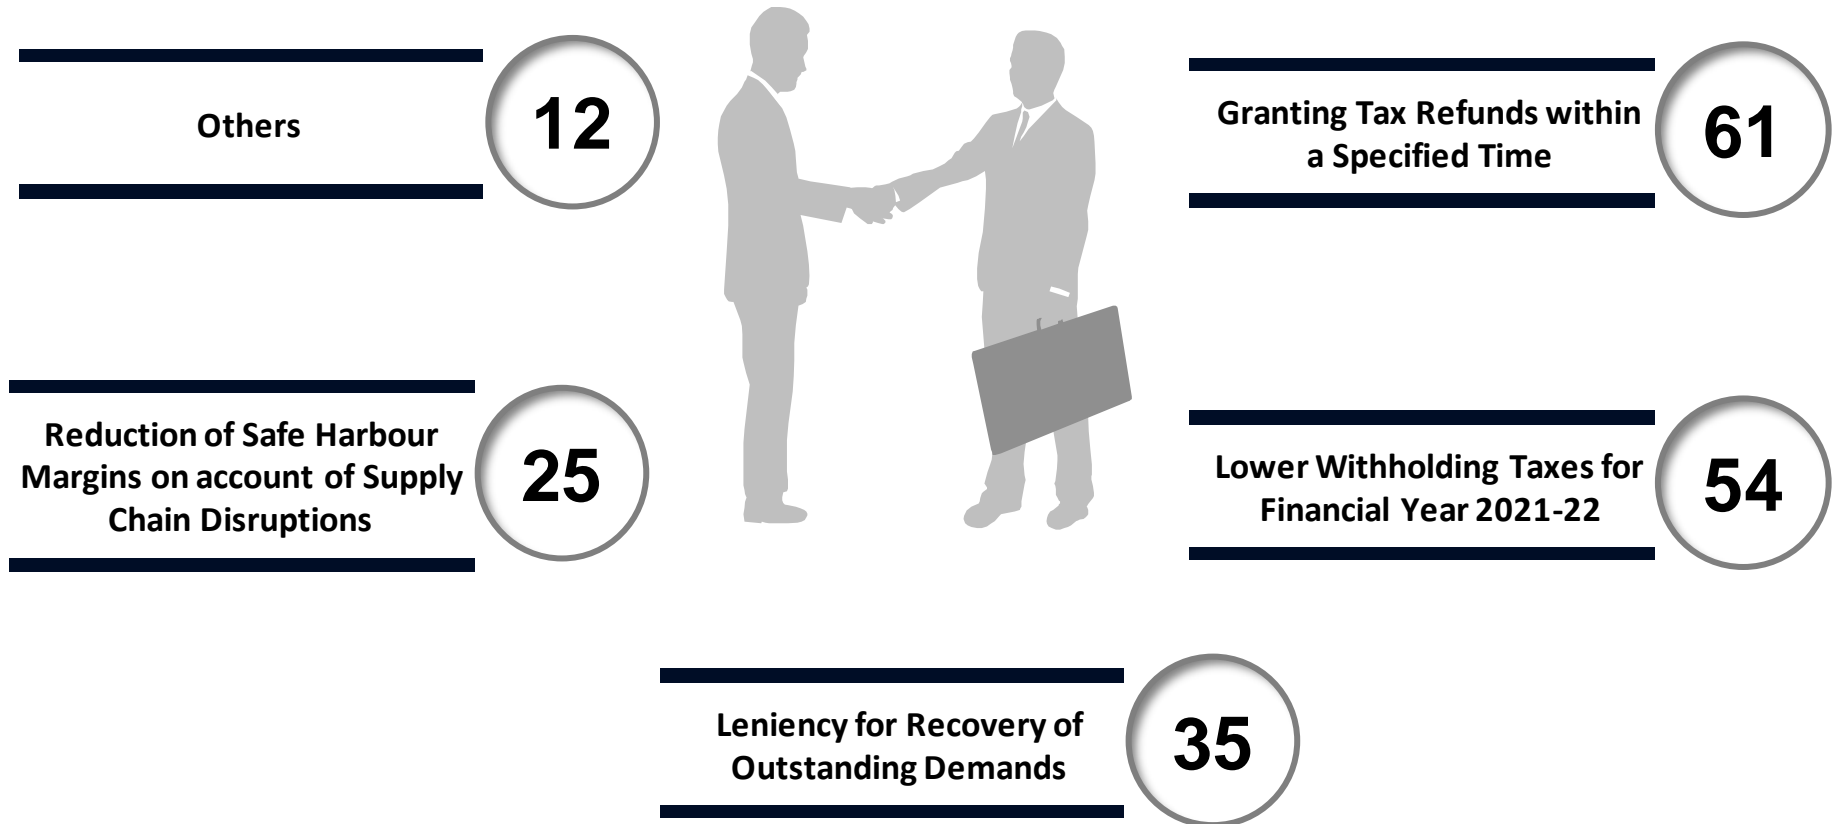 Others
12
Granting Tax Refunds within
a Specified Time
61
Reduction of Safe Harbour
Margins on account of Supply
Chain Disruptions
25
Lower Withholding Taxes for
Financial Year 2021-22
54
Leniency for Recovery of
Outstanding Demands
35